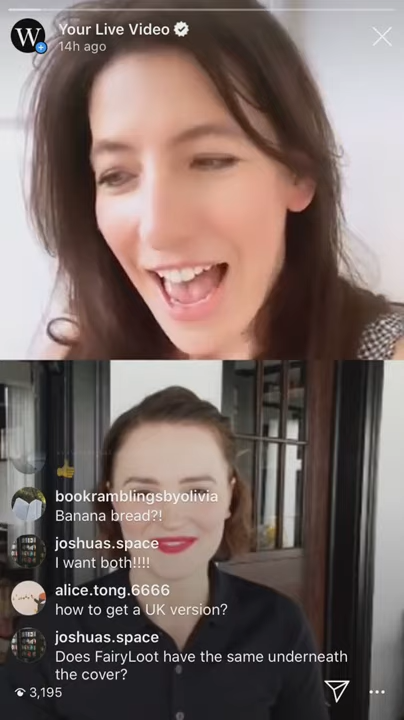 W
Your Live Video
14h ago
bookramblingsbyolivia
Banana bread?!
joshuas.space
I want both!!!!
alice.tong.6666
how to get a UK version?
joshuas.space
Does FairyLoot have the same underneath
the cover?
3,195